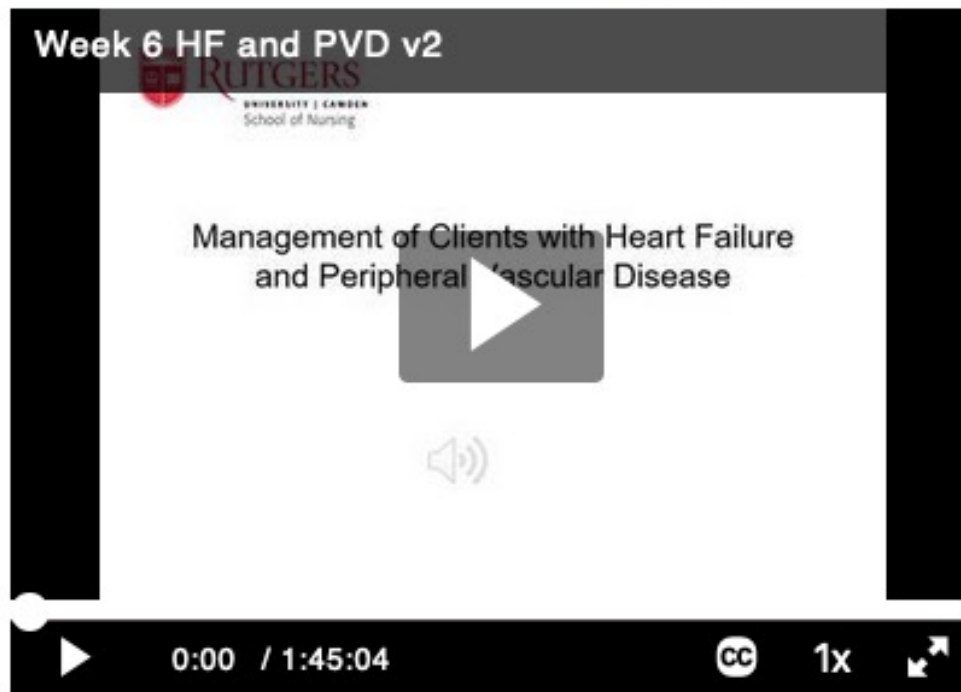 Week 6 HF and PVD v2
RUTGERS
UNIVERSITY | CAMDEN
School of Nursing
Management of Clients with Heart Failure
and Peripheral Vascular Disease
0:00 / 1:45:04
CC
1x